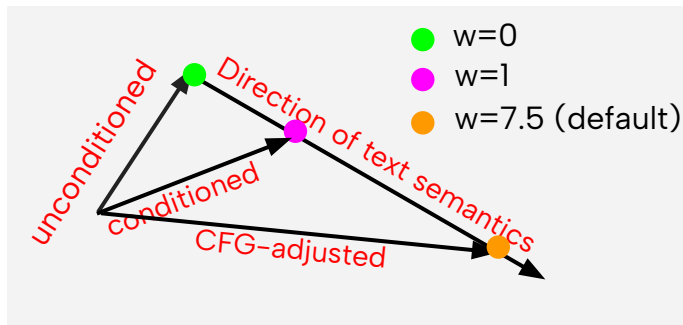 w=0
w=1
w=7.5 (default)
unconditioned
Direction of text semantics
conditioned
CFG-adjusted